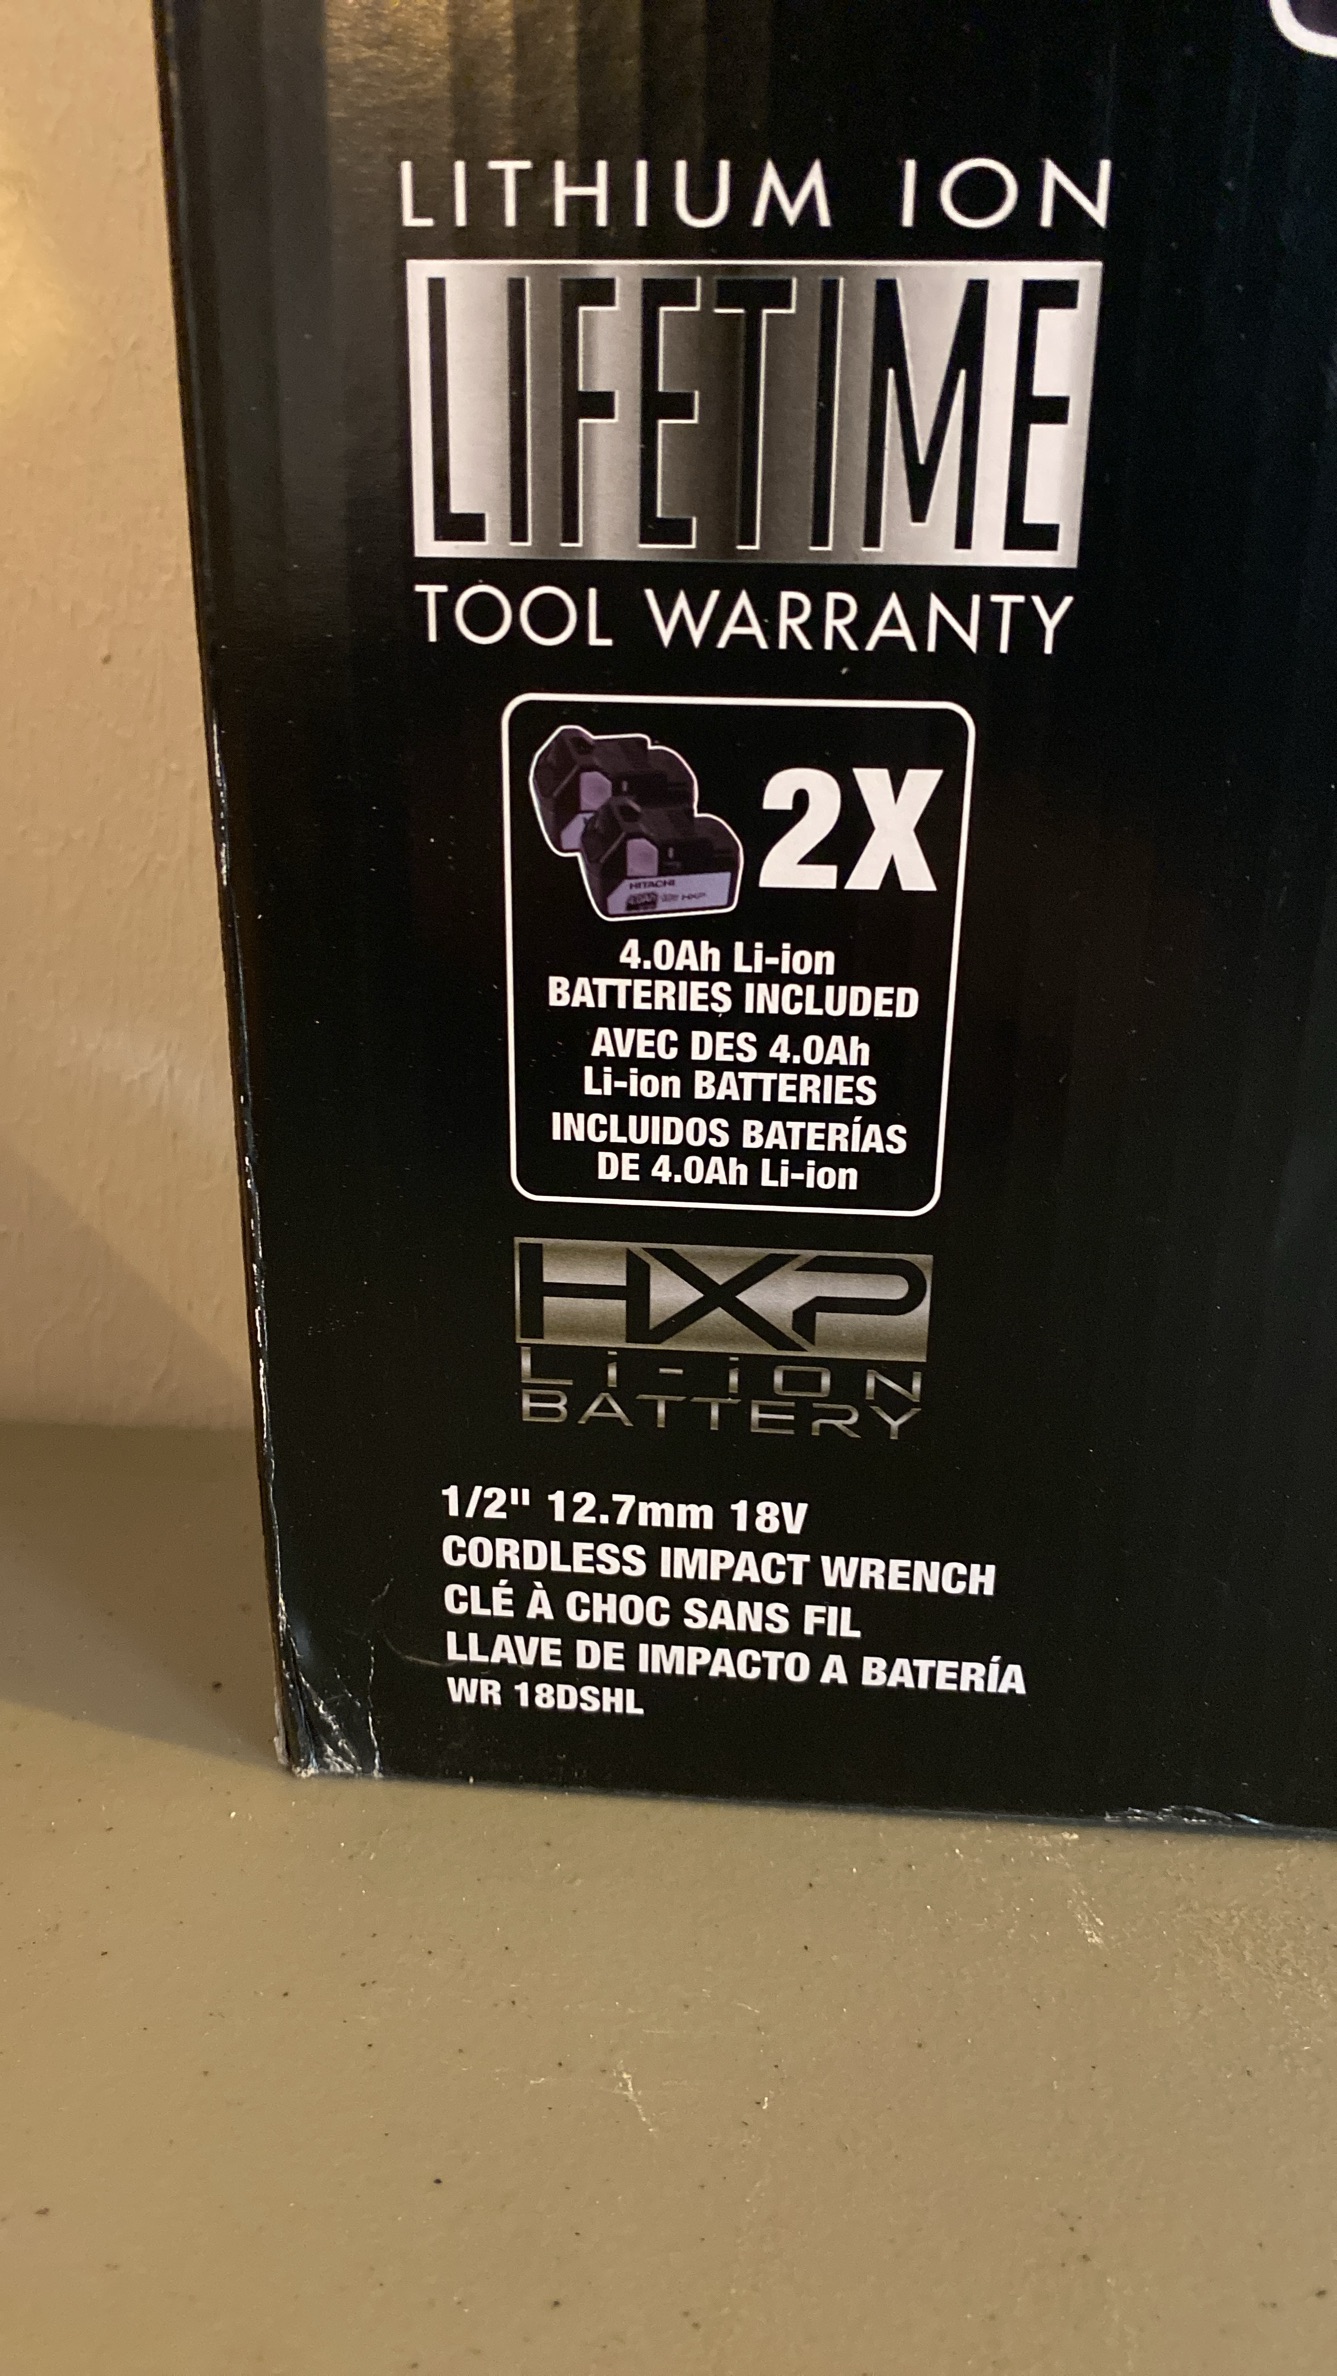 LITHIUM ION
LIFETIME
TOOL WARRANTY
2X
HITACHI
4.0Ah Li-ion
BATTERIES INCLUDED
AVEC DES 4.0Ah
Li-ion BATTERIES
INCLUIDOS BATERÍAS
DE 4.0Ah Li-ion
HXP
Li-ion
BATTERY
1/2" 12.7mm 18V
CORDLESS IMPACT WRENCH
CLÉ À CHOC SANS FIL
LLAVE DE IMPACTO A BATERÍA
WR 18DSHL